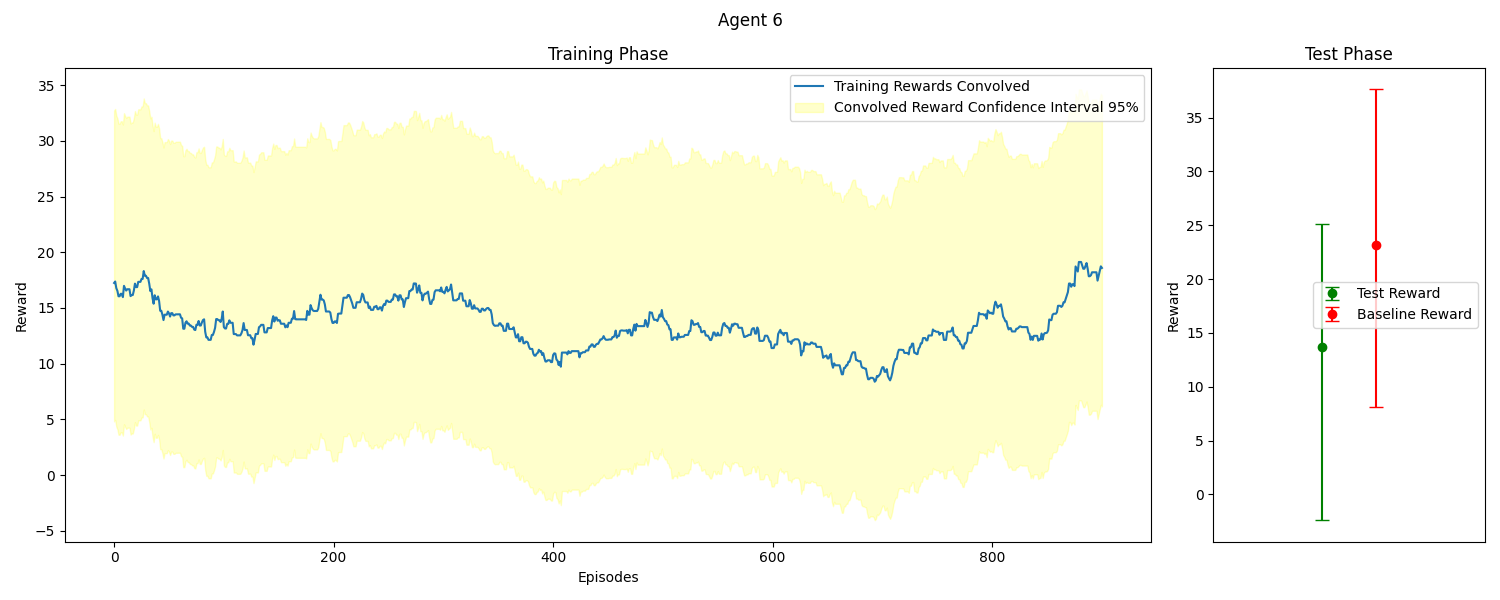 Agent 6
Training Phase
Reward
35
30
25
20
15
10
5
0
−5
Training Rewards Convolved
Convolved Reward Confidence Interval 95%
0
200
400
600
800
Episodes
Test Phase
Reward
35
30
25
20
15
10
5
0
Test Reward
Baseline Reward